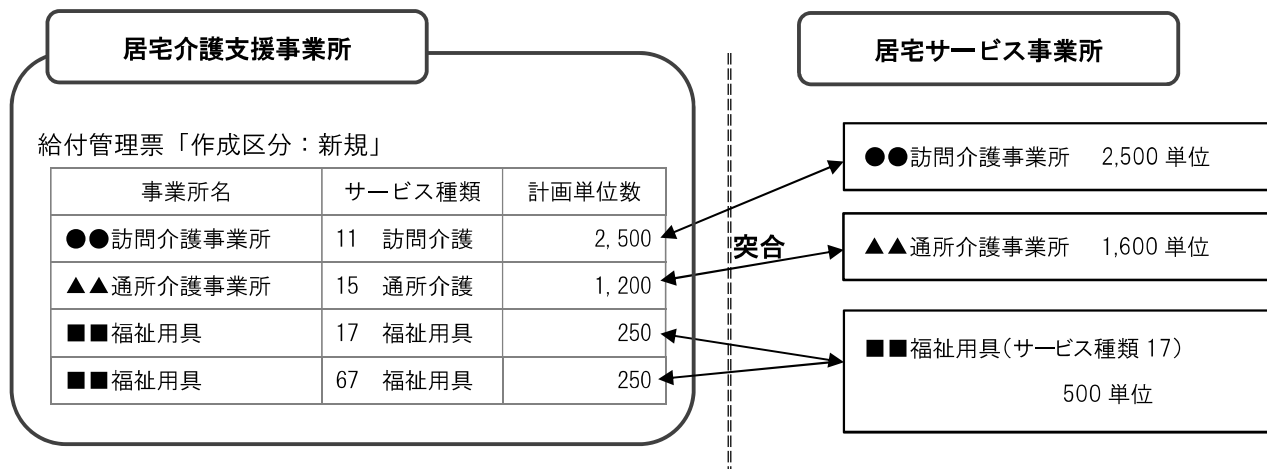 居宅介護支援事業所
居宅サービス事業所
給付管理票「作成区分:新規」
事業所名 サービス種類 計画単位数
●●訪問介護事業所 11 訪問介護 2,500
▲▲通所介護事業所 15 通所介護 1,200
■■福祉用具 17 福祉用具 250
■■福祉用具 67 福祉用具 250
突合
●●訪問介護事業所 2,500 単位
▲▲通所介護事業所 1,600 単位
■■福祉用具(サービス種類 17)
500 単位